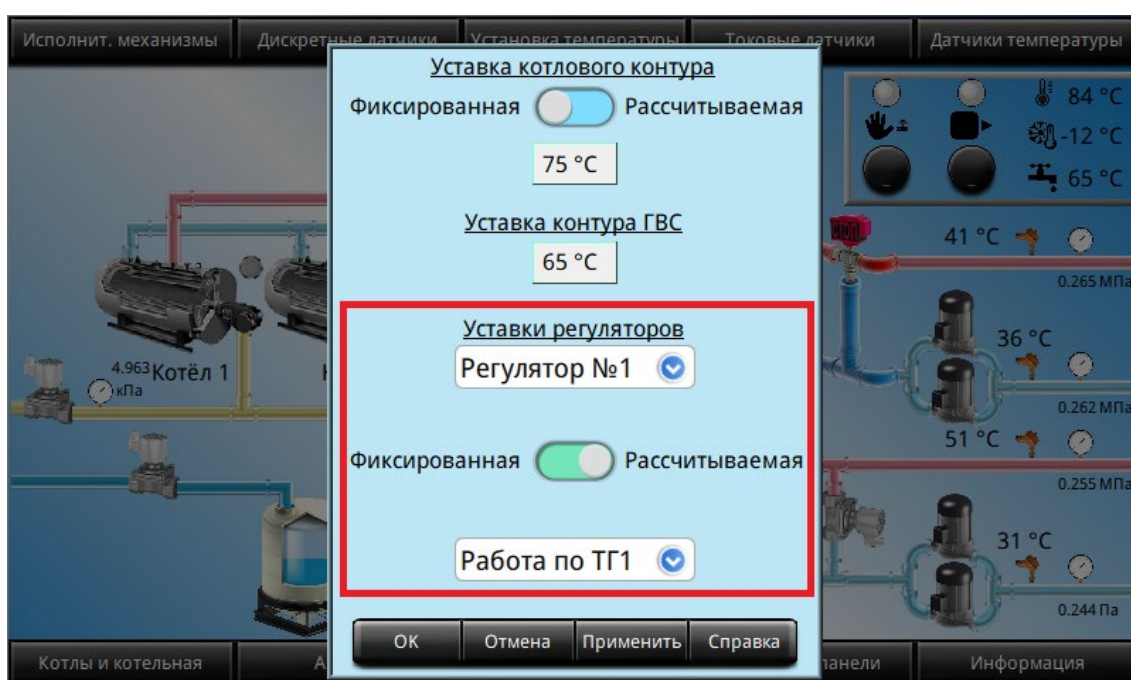 Исполнит. механизмы
Дискретные датчики
Установка температуры
Токовые датчики
Датчики температуры
Уставка котлового контура
Фиксированная
Рассчитываемая
75 °C
Уставка контура ГВС
65 °C
Уставки регуляторов
Регулятор №1
Фиксированная
Рассчитываемая
Работа по ТГ1
ОК
Отмена
Применить
Справка
84 °C
-12 °C
65 °C
41 °C
0.265 МПа
36 °C
0.262 МПа
51 °C
0.255 МПа
31 °C
0.244 Па
4.963
кПа
Котёл 1
Котлы и котельная
А
панели
Информация